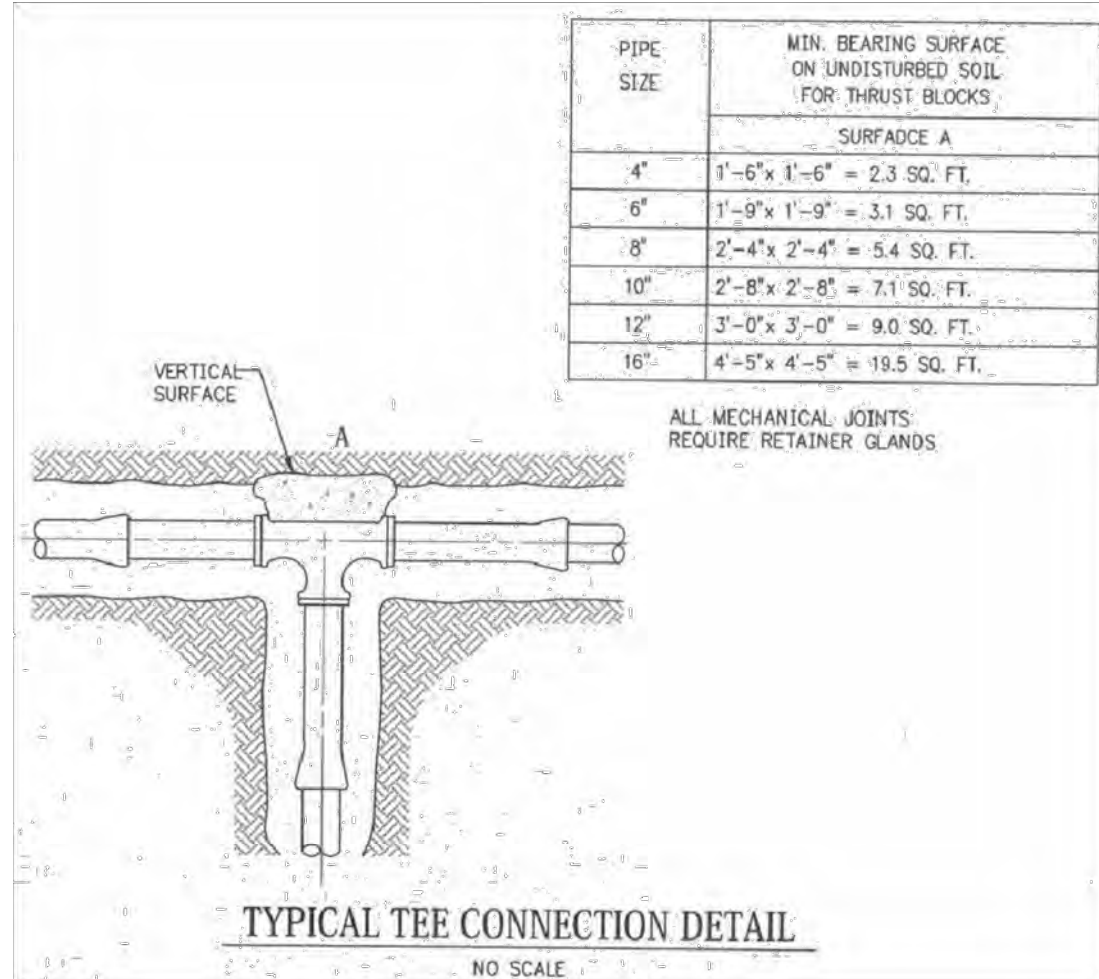 PIPE
SIZE
MIN. BEARING SURFACE
ON UNDISTURBED SOIL
FOR THRUST BLOCKS
SURFADCE A
4" 1'-6"x 1'-6" = 2.3 SQ. FT.
6" 1'-9"x 1'-9" = 3.1 SQ. FT.
8" 2'-4"x 2'-4" = 5.4 SQ. FT.
10" 2'-8"x 2'-8" = 7.1 SQ. FT.
12" 3'-0"x 3'-0" = 9.0 SQ. FT.
16" 4'-5"x 4'-5" = 19.5 SQ. FT.
ALL MECHANICAL JOINTS
REQUIRE RETAINER GLANDS
VERTICAL
SURFACE
A
TYPICAL TEE CONNECTION DETAIL
NO SCALE